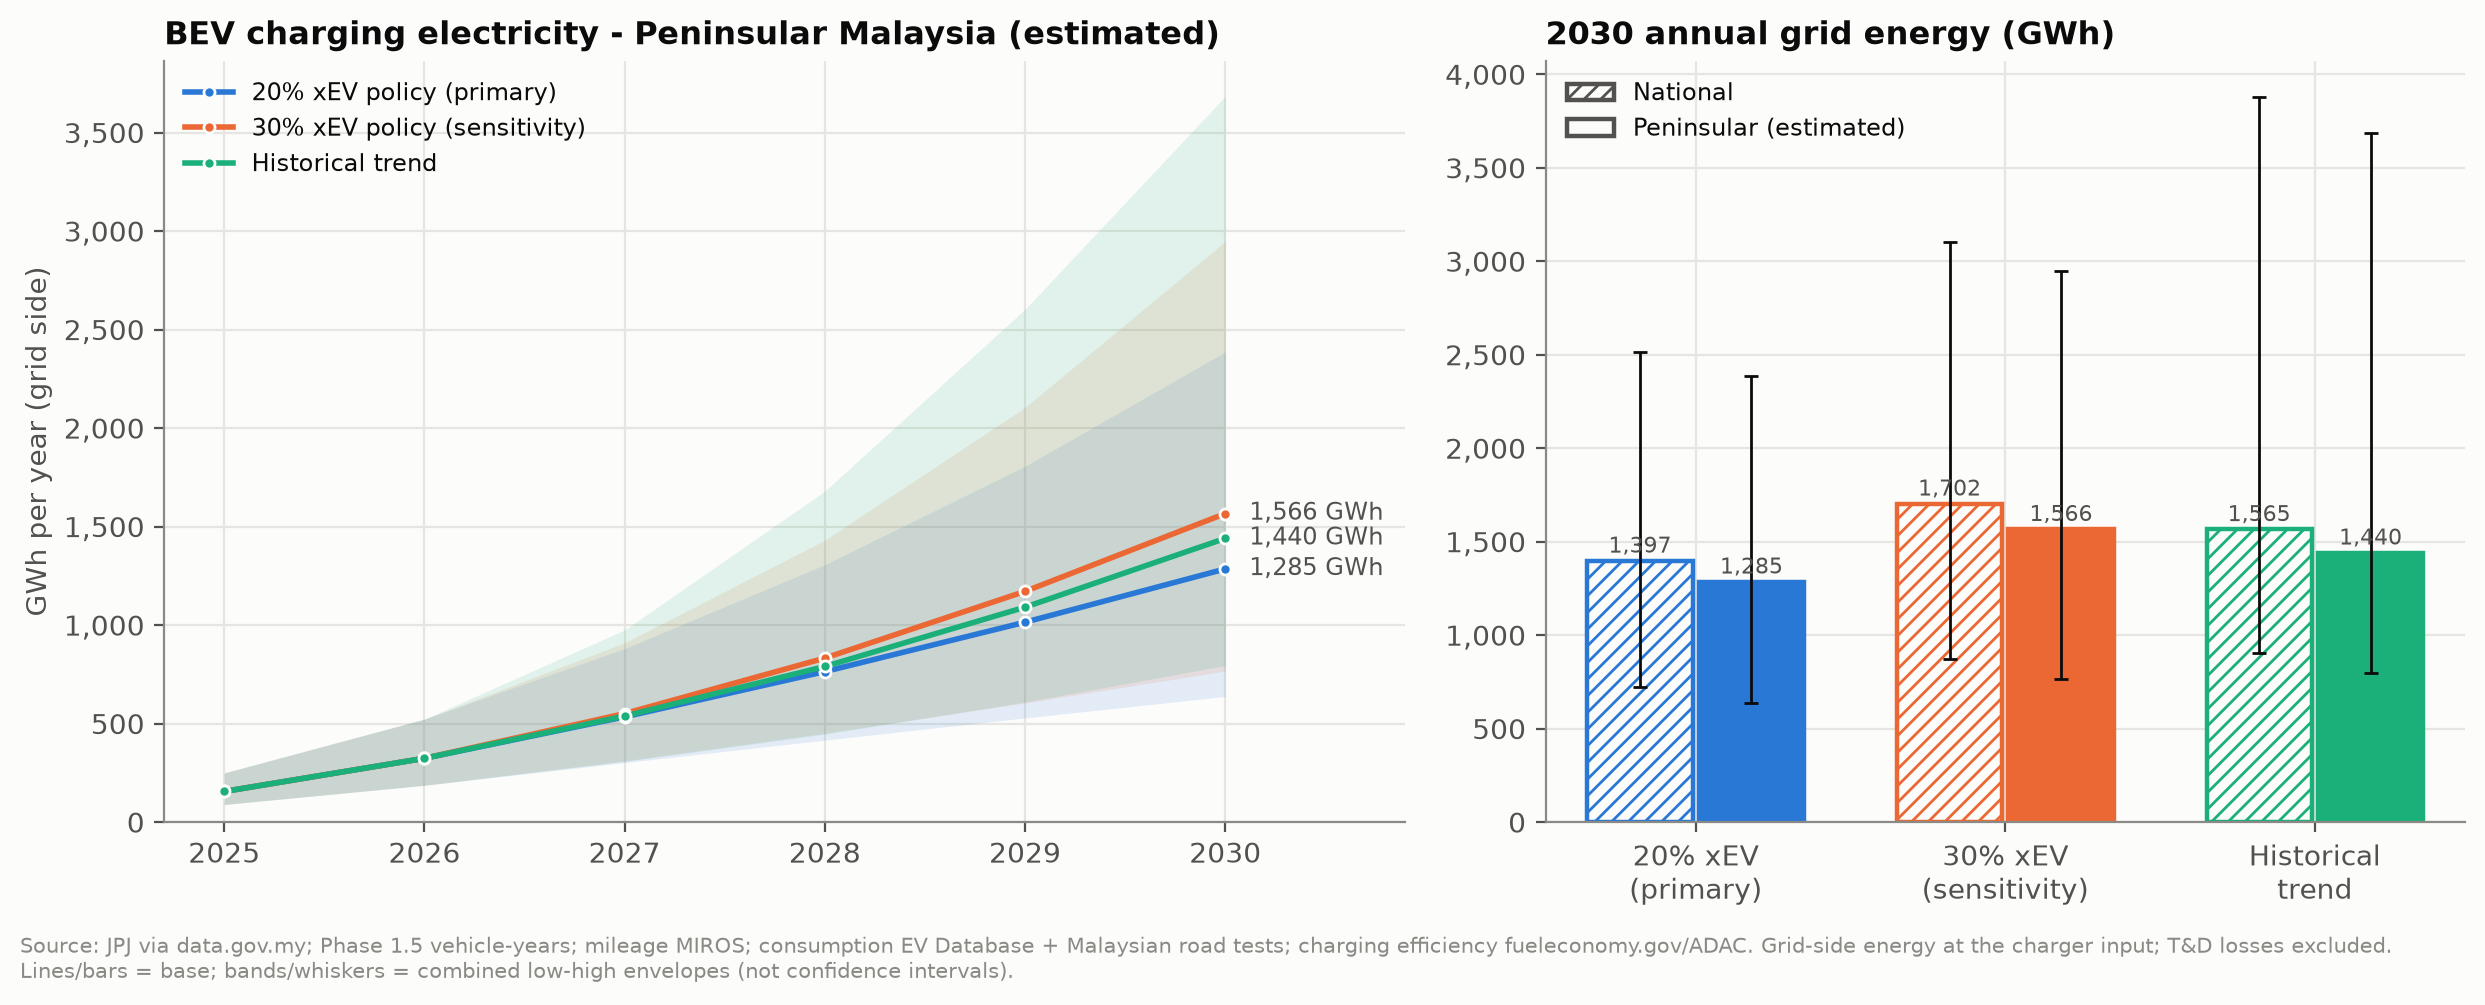 BEV charging electricity - Peninsular Malaysia (estimated)
20% xEV policy (primary)
30% xEV policy (sensitivity)
Historical trend
GWh per year (grid side)
3,500
3,000
2,500
2,000
1,500
1,000
500
0
1,566 GWh
1,440 GWh
1,285 GWh
2025 2026 2027 2028 2029 2030
2030 annual grid energy (GWh)
National
Peninsular (estimated)
4,000
3,500
3,000
2,500
2,000
1,500
1,000
500
0
1,397 1,285 1,702 1,566 1,565 1,440
20% xEV 30% xEV Historical
(primary) (sensitivity) trend
Source: JPJ via data.gov.my; Phase 1.5 vehicle-years; mileage MIROS; consumption EV Database + Malaysian road tests; charging efficiency fueleconomy.gov/ADAC. Grid-side energy at the charger input; T&D losses excluded.
Lines/bars = base; bands/whiskers = combined low-high envelopes (not confidence intervals).